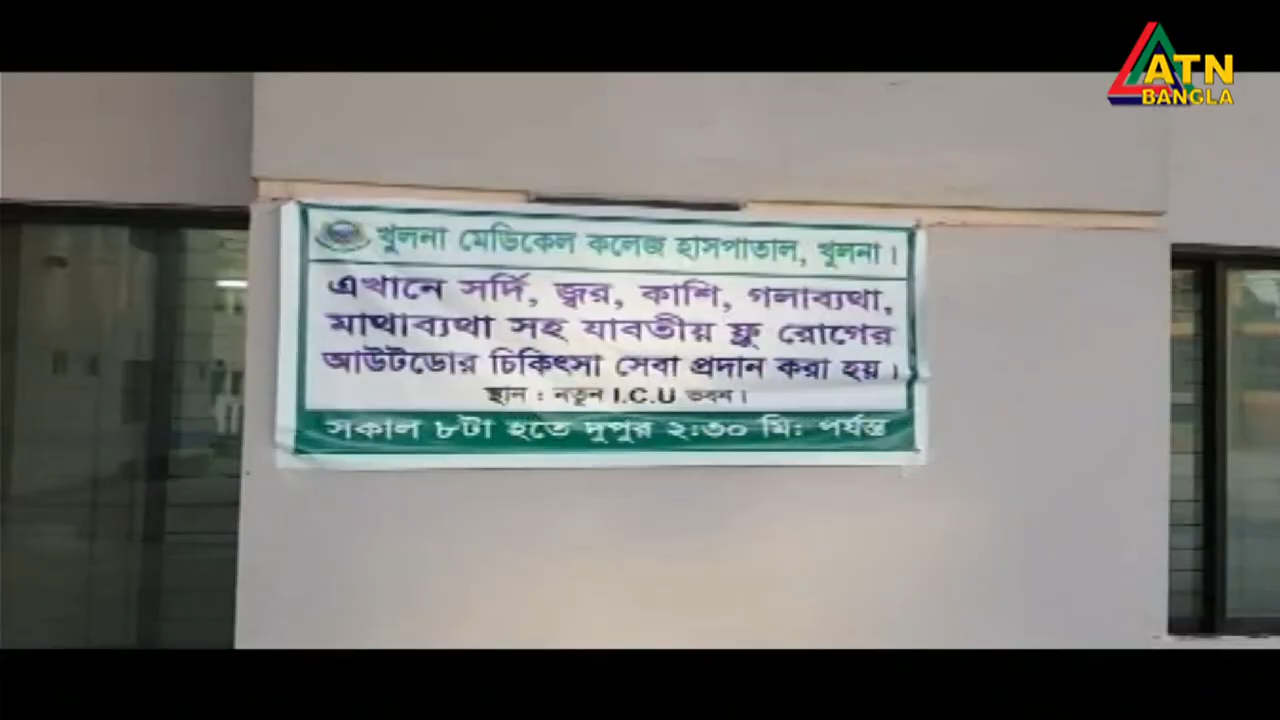 ATN
BANGLA
খুলনা মেডিকেল কলেজ হাসপাতাল, খুলনা।
এখানে সর্দি, জ্বর, কাশি, গলাব্যথা,
মাথাব্যথা সহ যাবতীয় ফ্লু রোগের
আউটডোর চিকিৎসা সেবা প্রদান করা হয়।
স্থান : নতুন I.C.U ভবন।
সকাল ৮টা হতে দুপুর ২:৩০ মি: পর্যন্ত